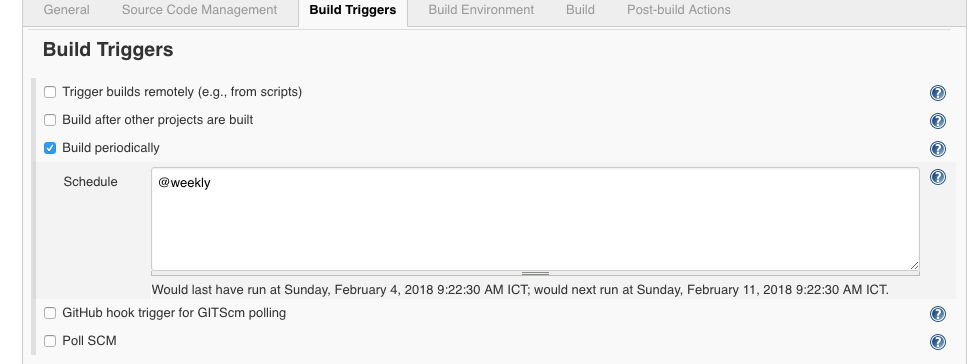 General Source Code Management Build Triggers Build Environment Build Post-build Actions
Build Triggers
Trigger builds remotely (e.g., from scripts)
Build after other projects are built
Build periodically
Schedule @weekly
Would last have run at Sunday, February 4, 2018 9:22:30 AM ICT; would next run at Sunday, February 11, 2018 9:22:30 AM ICT.
GitHub hook trigger for GITScm polling
Poll SCM